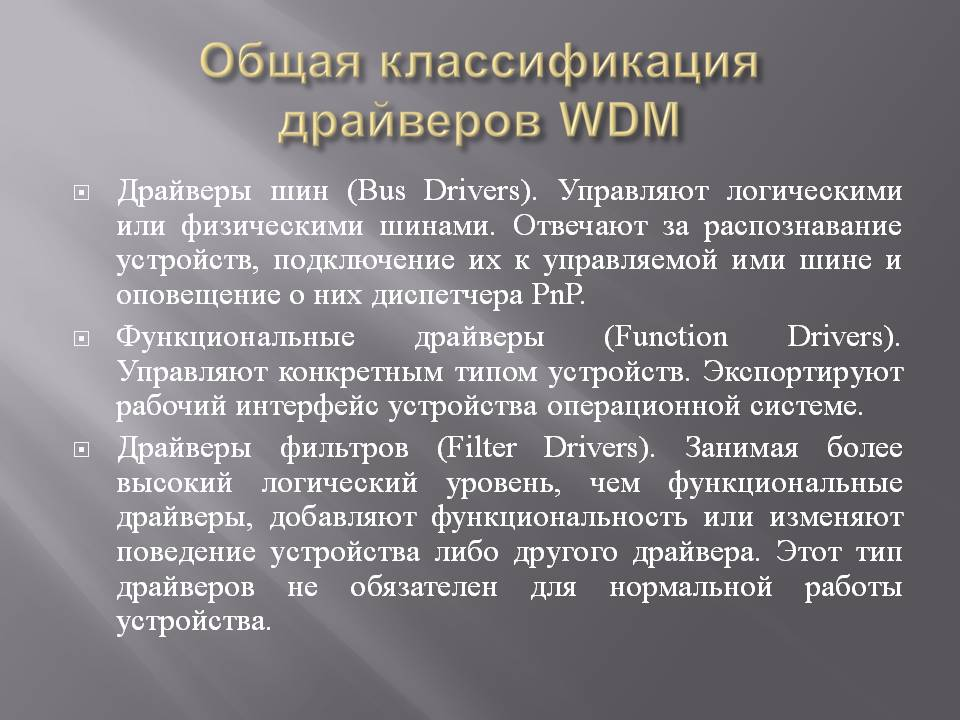 Общая классификация
драйверов WDM
Драйверы шин (Bus Drivers). Управляют логическими
или физическими шинами. Отвечают за распознавание
устройств, подключение их к управляемой ими шине и
оповещение о них диспетчера PnP.
Функциональные драйверы (Function Drivers).
Управляют конкретным типом устройств. Экспортируют
рабочий интерфейс устройства операционной системе.
Драйверы фильтров (Filter Drivers). Занимая более
высокий логический уровень, чем функциональные
драйверы, добавляют функциональность или изменяют
поведение устройства либо другого драйвера. Этот тип
драйверов не обязателен для нормальной работы
устройства.